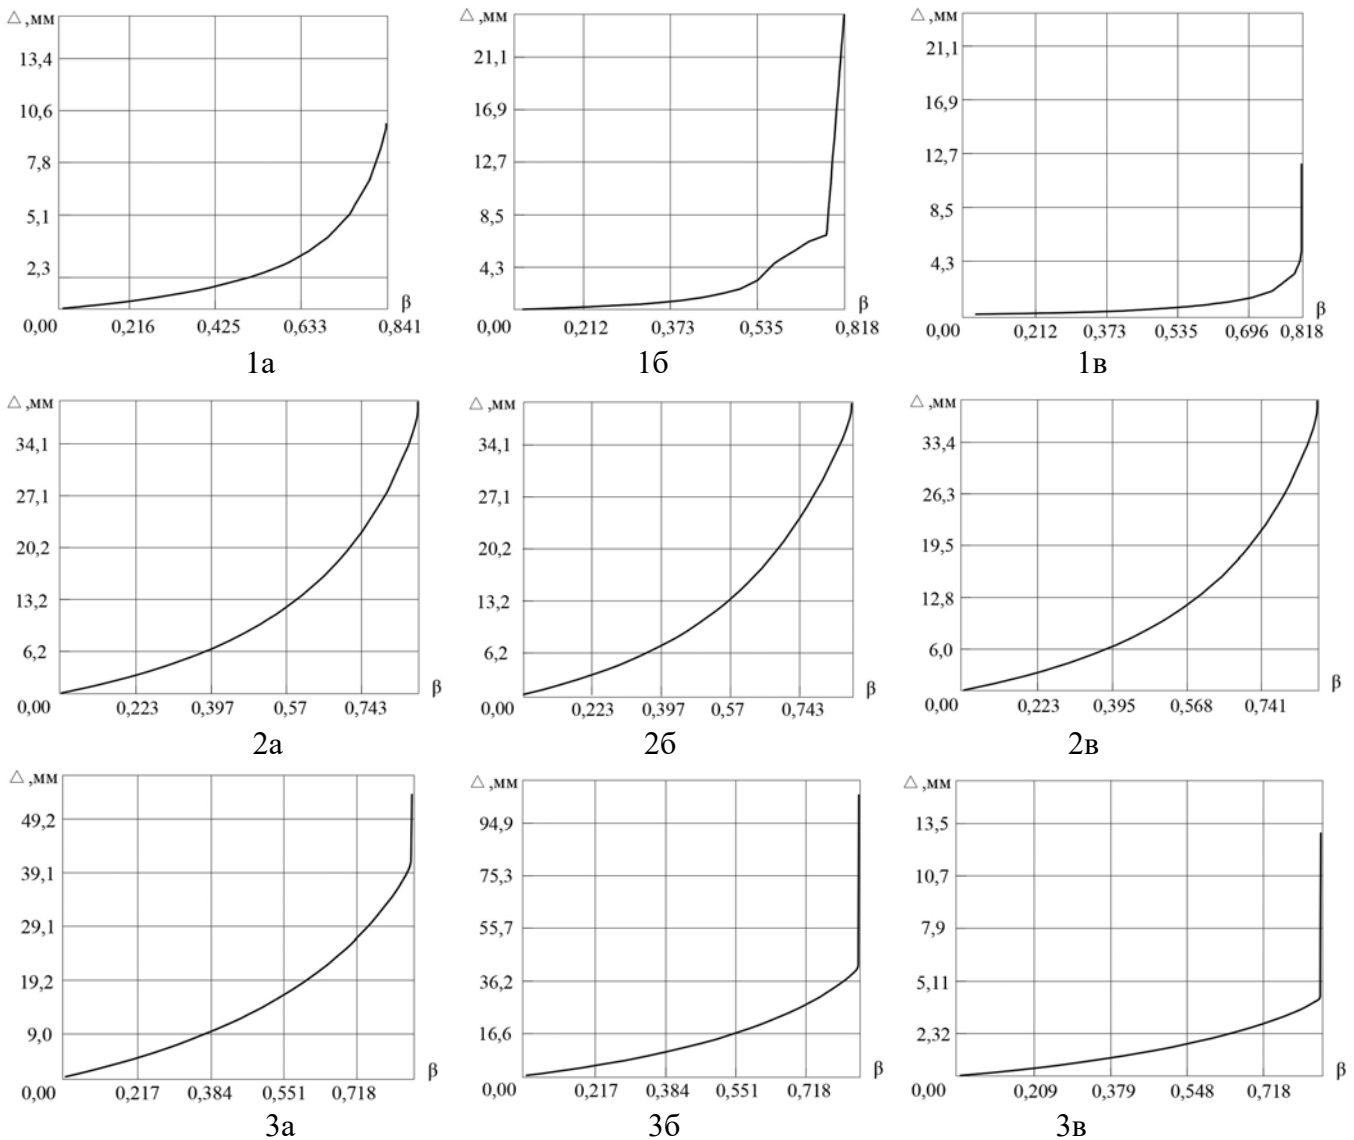 △ ,мм
13,4
10,6
7,8
5,1
2,3
β
0,00 0,216 0,425 0,633 0,841
1а
△ ,мм
21,1
16,9
12,7
8,5
4,3
β
0,00 0,212 0,373 0,535 0,818
1б
△ ,мм
21,1
16,9
12,7
8,5
4,3
β
0,00 0,212 0,373 0,535 0,696 0,818
1в
△ ,мм
34,1
27,1
20,2
13,2
6,2
β
0,00 0,223 0,397 0,57 0,743
2а
△ ,мм
34,1
27,1
20,2
13,2
6,2
β
0,00 0,223 0,397 0,57 0,743
2б
△ ,мм
33,4
26,3
19,5
12,8
6,0
β
0,00 0,223 0,395 0,568 0,741
2в
△ ,мм
49,2
39,1
29,1
19,2
9,0
β
0,00 0,217 0,384 0,551 0,718
3а
△ ,мм
94,9
75,3
55,7
36,2
16,6
β
0,00 0,217 0,384 0,551 0,718
3б
△ ,мм
13,5
10,7
7,9
5,11
2,32
β
0,00 0,209 0,379 0,548 0,718
3в